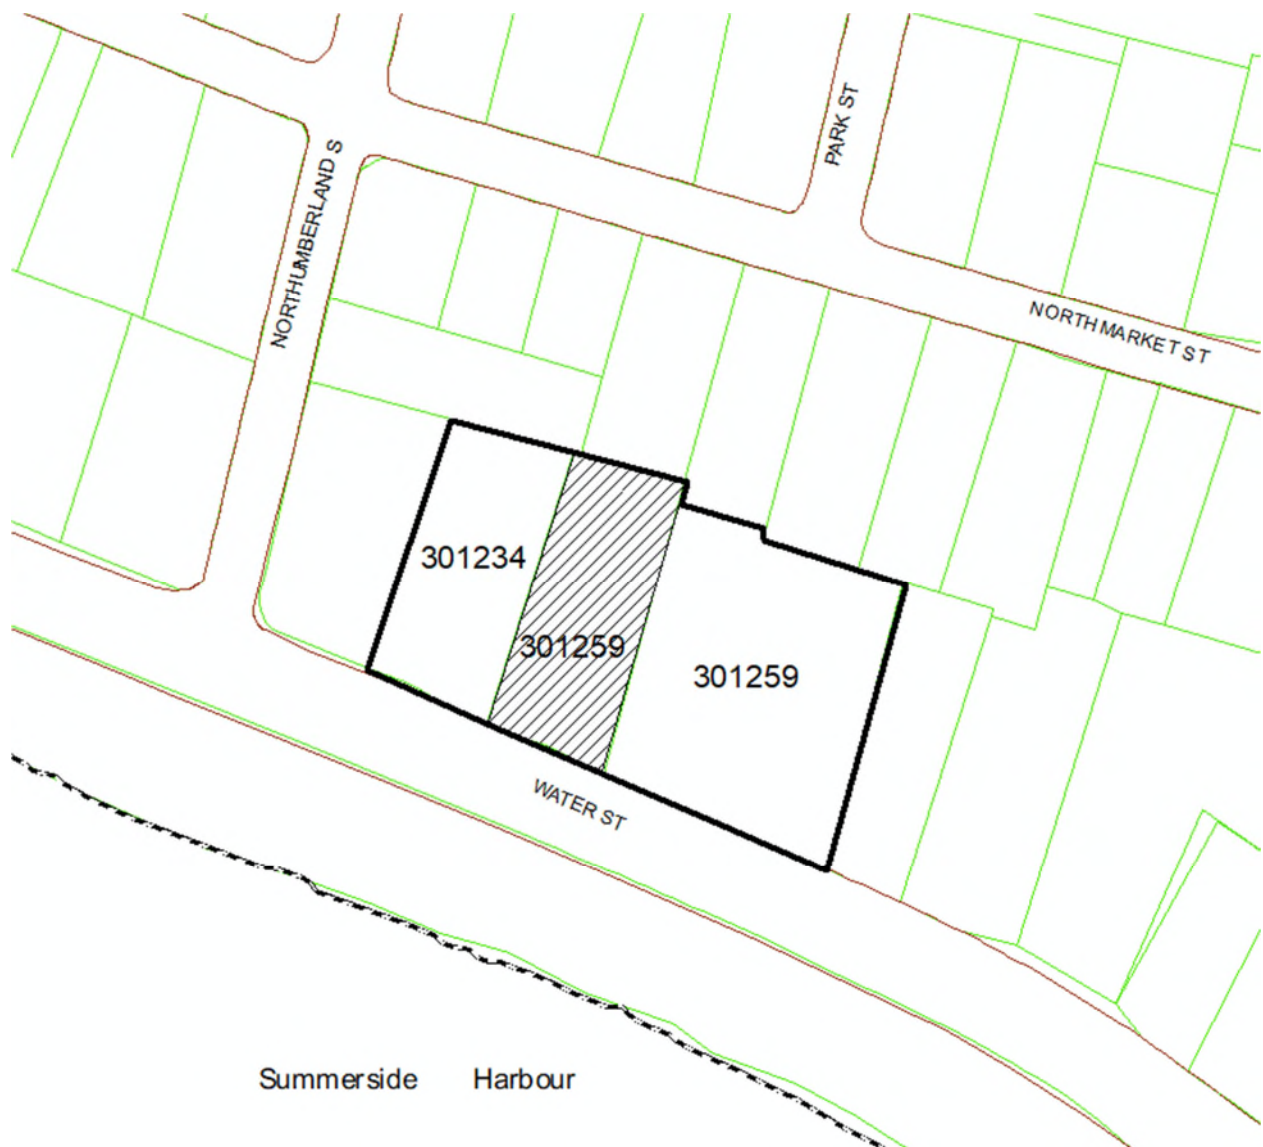 PARK ST
NORTHUMBERLAND S
NORTH MARKET ST
301234
301259
301259
WATER ST
Summerside Harbour